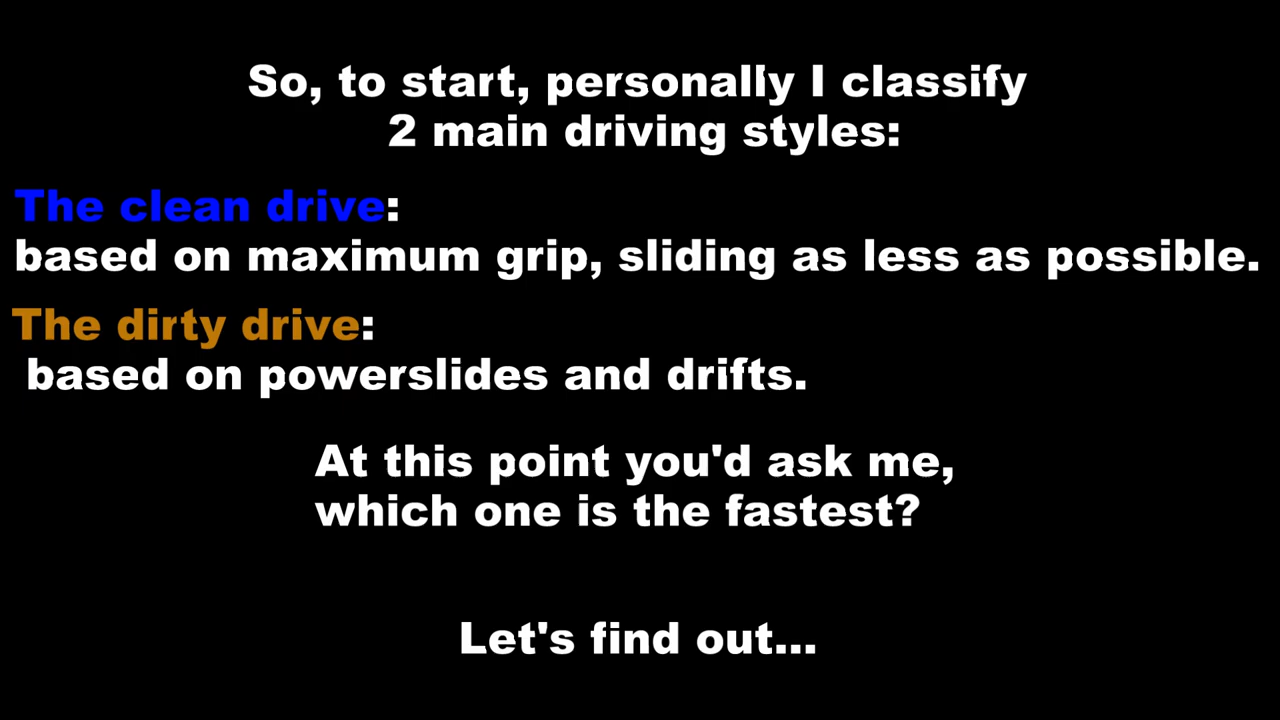 So, to start, personally I classify
2 main driving styles:
The clean drive:
based on maximum grip, sliding as less as possible.
The dirty drive:
based on powerslides and drifts.
At this point you'd ask me,
which one is the fastest?
Let's find out...